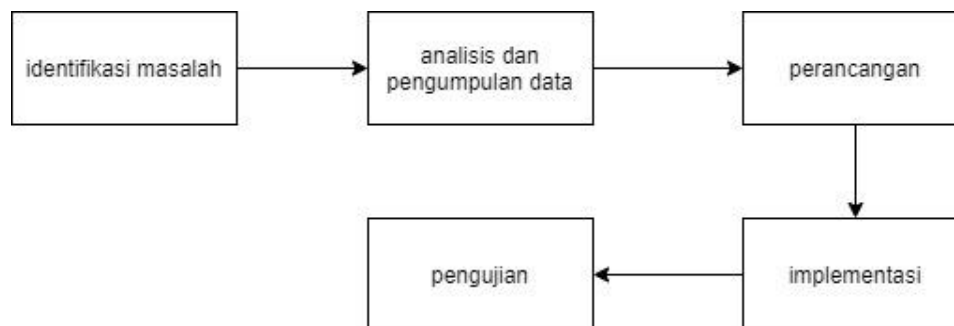 identifikasi masalah
analisis dan
pengumpulan data
perancangan
implementasi
pengujian